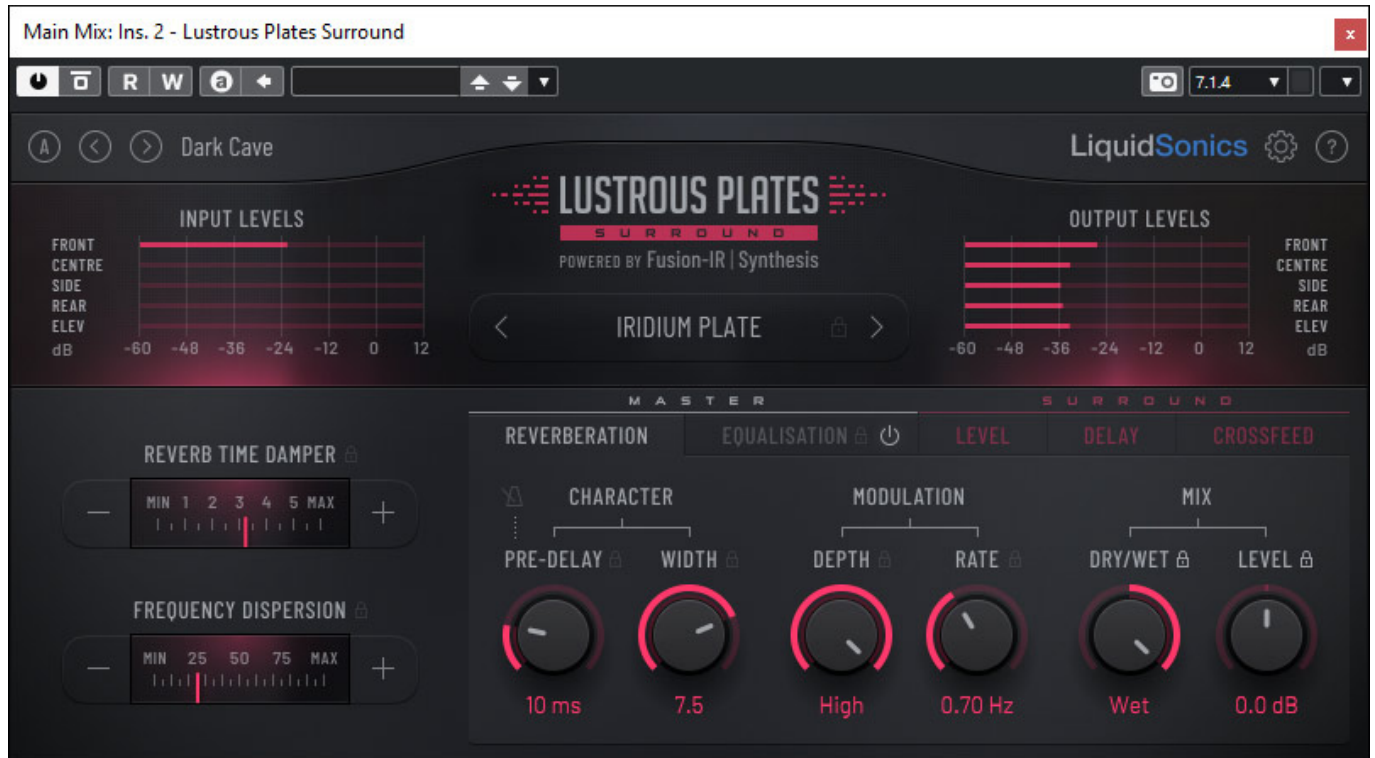 Main Mix: Ins. 2 - Lustrous Plates Surround
x
R W a 7.1.4
A Dark Cave
LiquidSonics ?
LUSTROUS PLATES
SURROUND
POWERED BY Fusion-IR | Synthesis
INPUT LEVELS
FRONT
CENTRE
SIDE
REAR
ELEV
dB -60 -48 -36 -24 -12 0 12
OUTPUT LEVELS
FRONT
CENTRE
SIDE
REAR
ELEV
-60 -48 -36 -24 -12 0 12 dB
IRIDIUM PLATE
REVERB TIME DAMPER
MIN 1 2 3 4 5 MAX
FREQUENCY DISPERSION
MIN 25 50 75 MAX
MASTER SURROUND
REVERBERATION EQUALISATION LEVEL DELAY CROSSFEED
CHARACTER MODULATION MIX
PRE-DELAY WIDTH DEPTH RATE DRY/WET LEVEL
10 ms 7.5 High 0.70 Hz Wet 0.0 dB